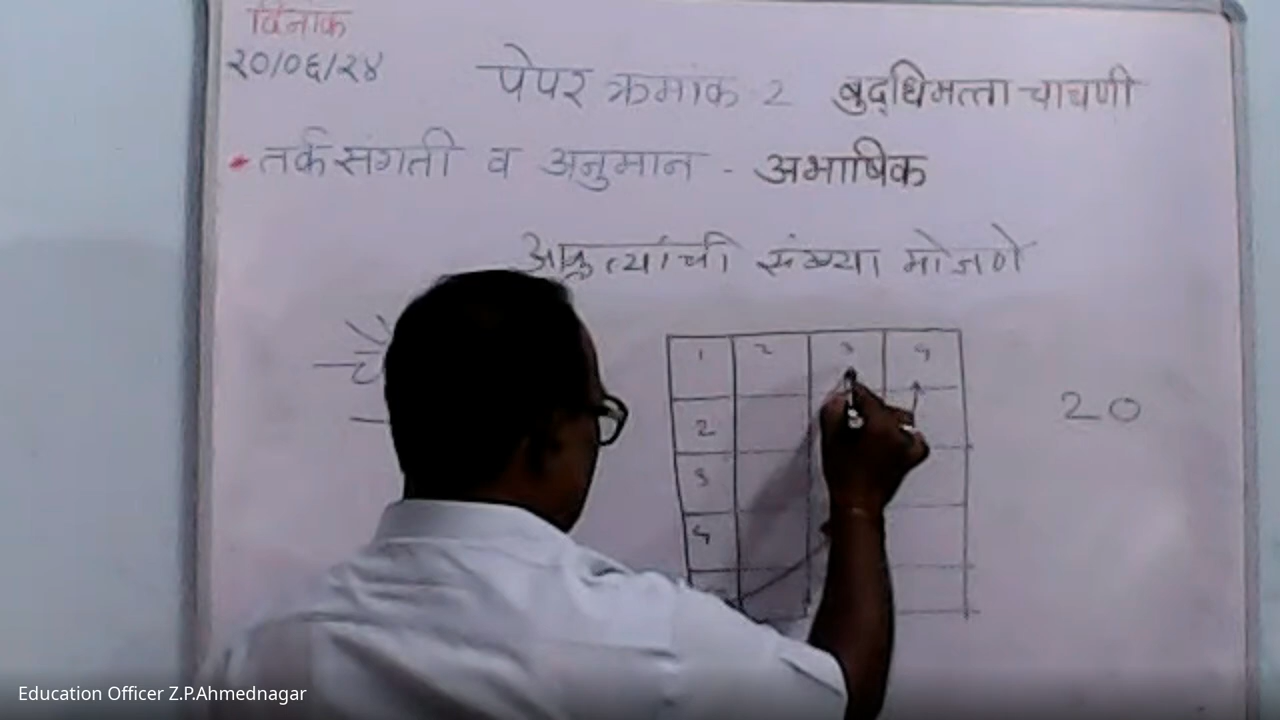 दिनांक
२०/०६/२४
पेपर क्रमांक - 2 बुद्धिमत्ता चाचणी
तर्कसंगती व अनुमान - अभाषिक
आकृत्यांची संख्या मोजणे
1 2 3 4
2
3
4
20
Education Officer Z.P.Ahmednagar